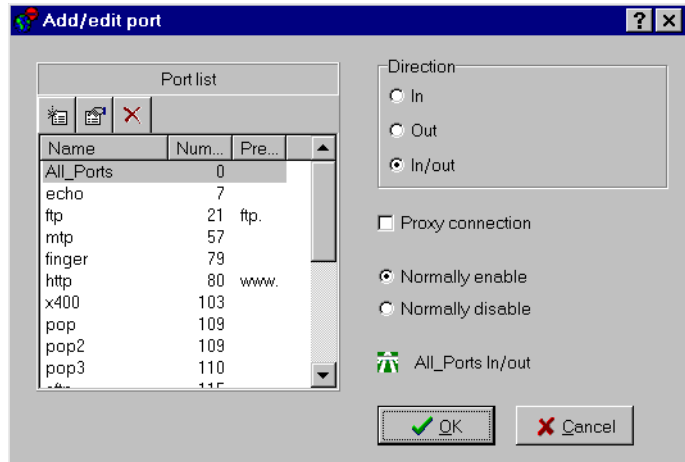 Add/edit port
Port list
Name Num... Pre...
All_Ports 0
echo 7
ftp 21 ftp.
mtp 57
finger 79
http 80 www.
x400 103
pop 109
pop2 109
pop3 110
Direction
In
Out
In/out
Proxy connection
Normally enable
Normally disable
All_Ports In/out
OK
Cancel